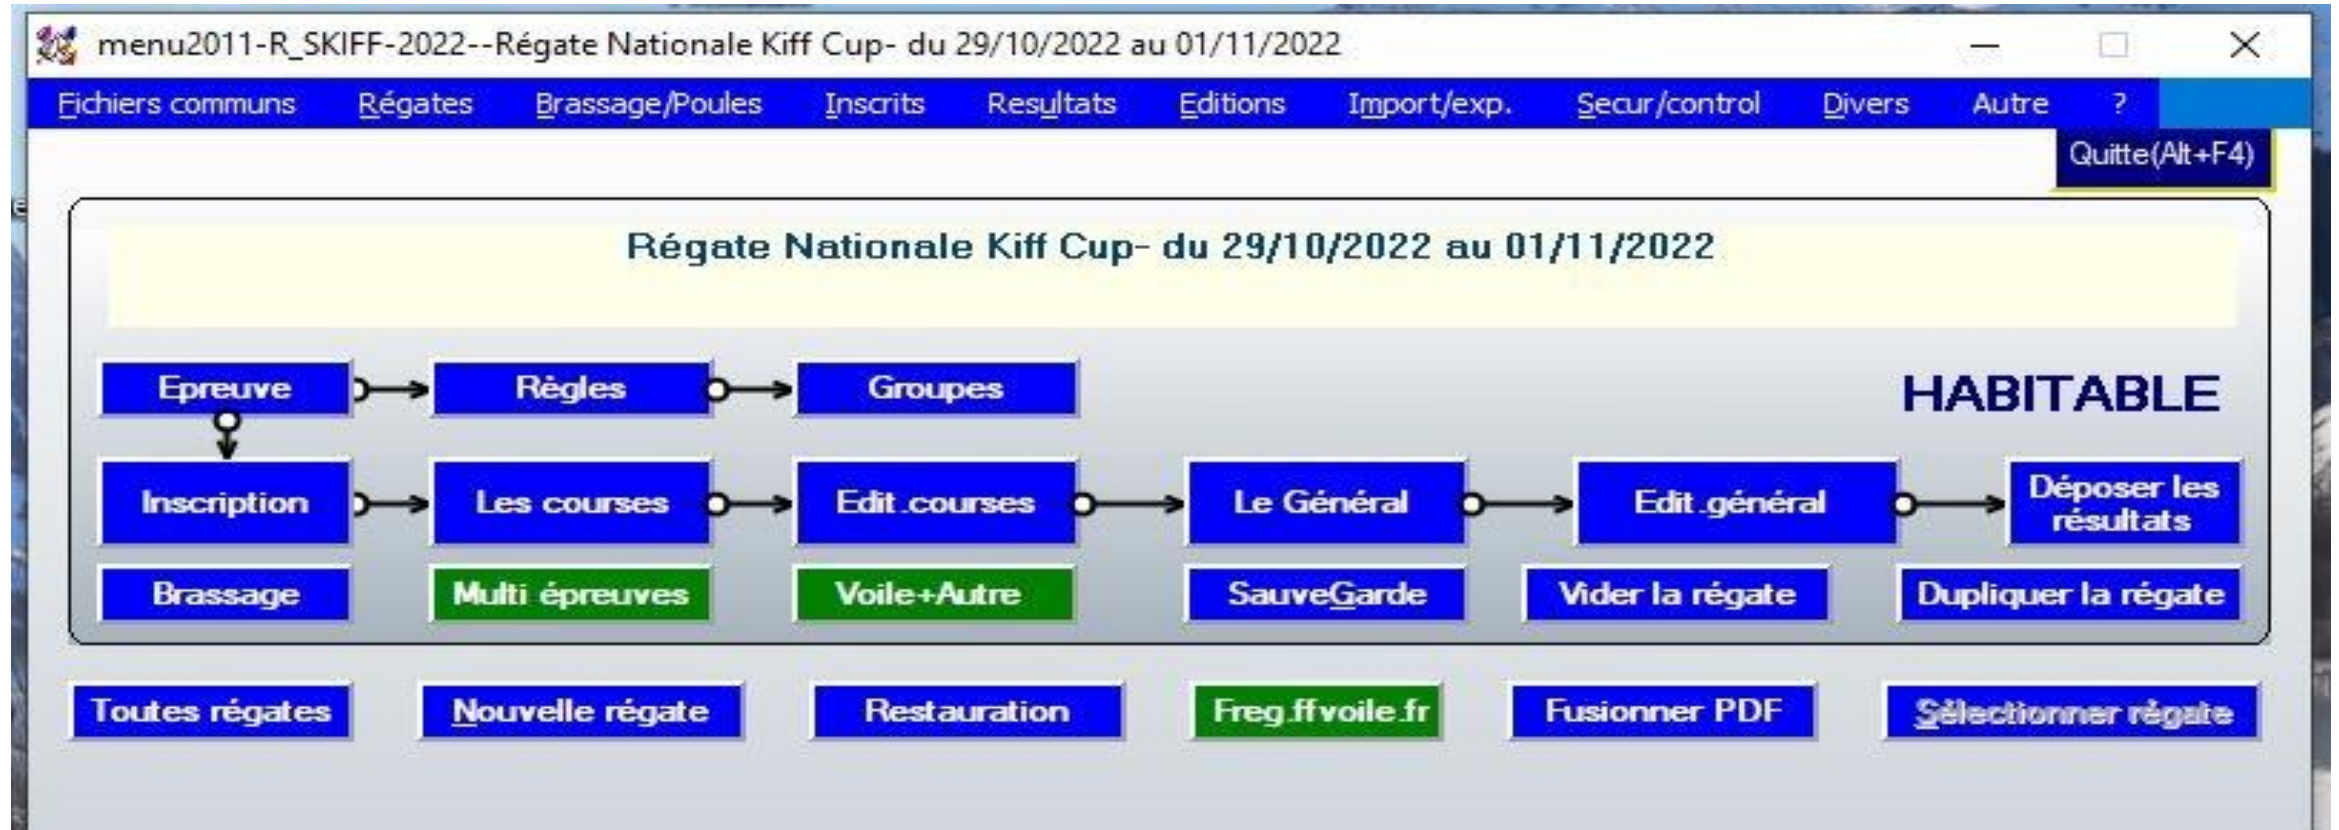 menu2011-R_SKIFF-2022--Régate Nationale Kiff Cup- du 29/10/2022 au 01/11/2022
Fichiers communs Régates Brassage/Poules Inscrits Resultats Editions Import/exp. Secur/control Divers Autre ?
Quitte(Alt+F4)
Régate Nationale Kiff Cup- du 29/10/2022 au 01/11/2022
Epreuve Règles Groupes HABITABLE
Inscription Les courses Edit.courses Le Général Edit.général Déposer les
résultats
Brassage Multi épreuves Voile+Autre SauveGarde Vider la régate Dupliquer la régate
Toutes régates Nouvelle régate Restauration Freg.ffvoile.fr Fusionner PDF Sélectionner régate